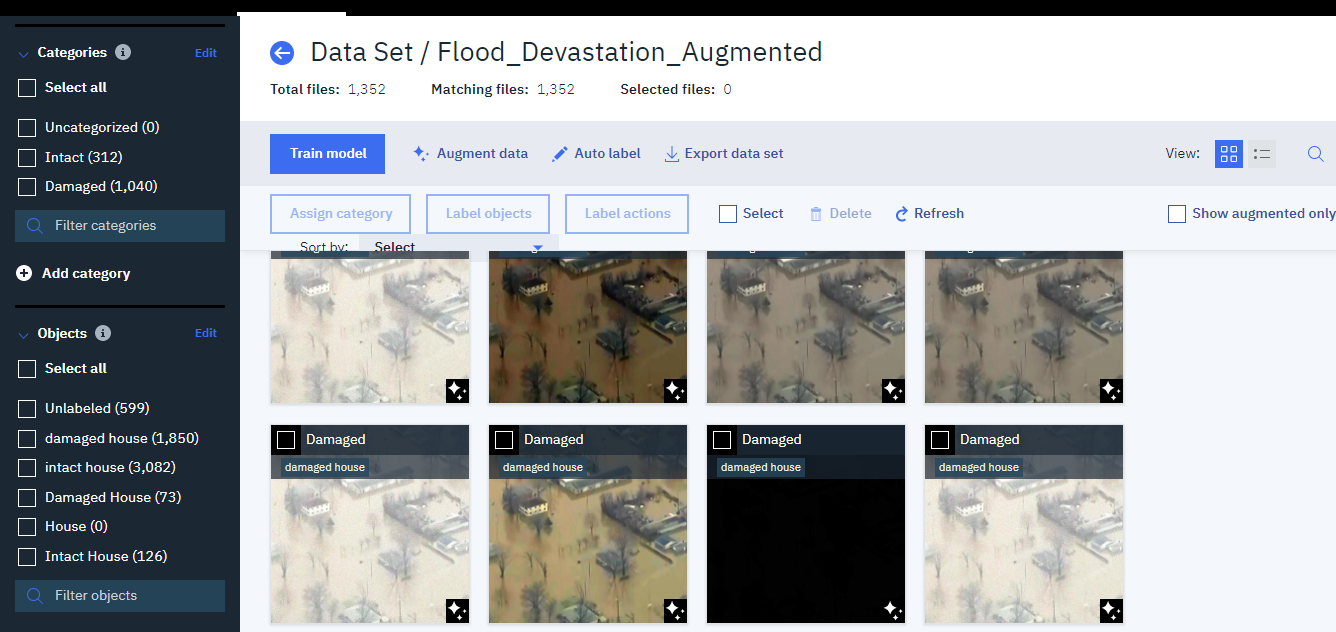 Categories
Edit
Select all
Uncategorized (0)
Intact (312)
Damaged (1,040)
Filter categories
Add category
Objects
Edit
Select all
Unlabeled (599)
damaged house (1,850)
intact house (3,082)
Damaged House (73)
House (0)
Intact House (126)
Filter objects
Data Set / Flood_Devastation_Augmented
Total files: 1,352 Matching files: 1,352 Selected files: 0
Train model Augment data Auto label Export data set View:
Assign category Label objects Label actions Select Delete Refresh Show augmented only
Sort by: Select
Damaged Damaged Damaged Damaged
damaged house damaged house damaged house damaged house